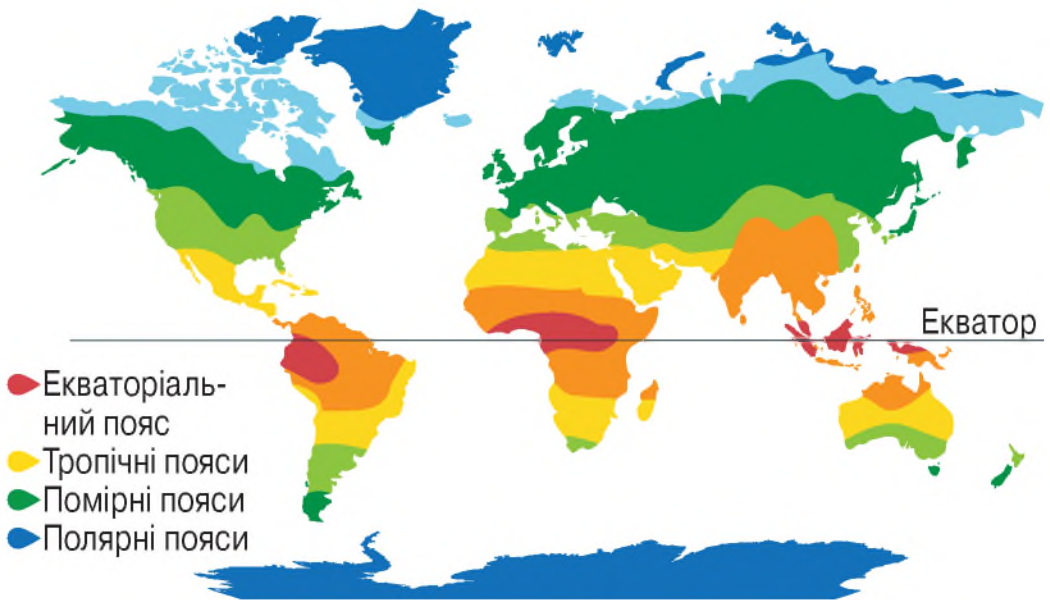 Екватор
Екваторіаль-
ний пояс
Тропічні пояси
Помірні пояси
Полярні пояси